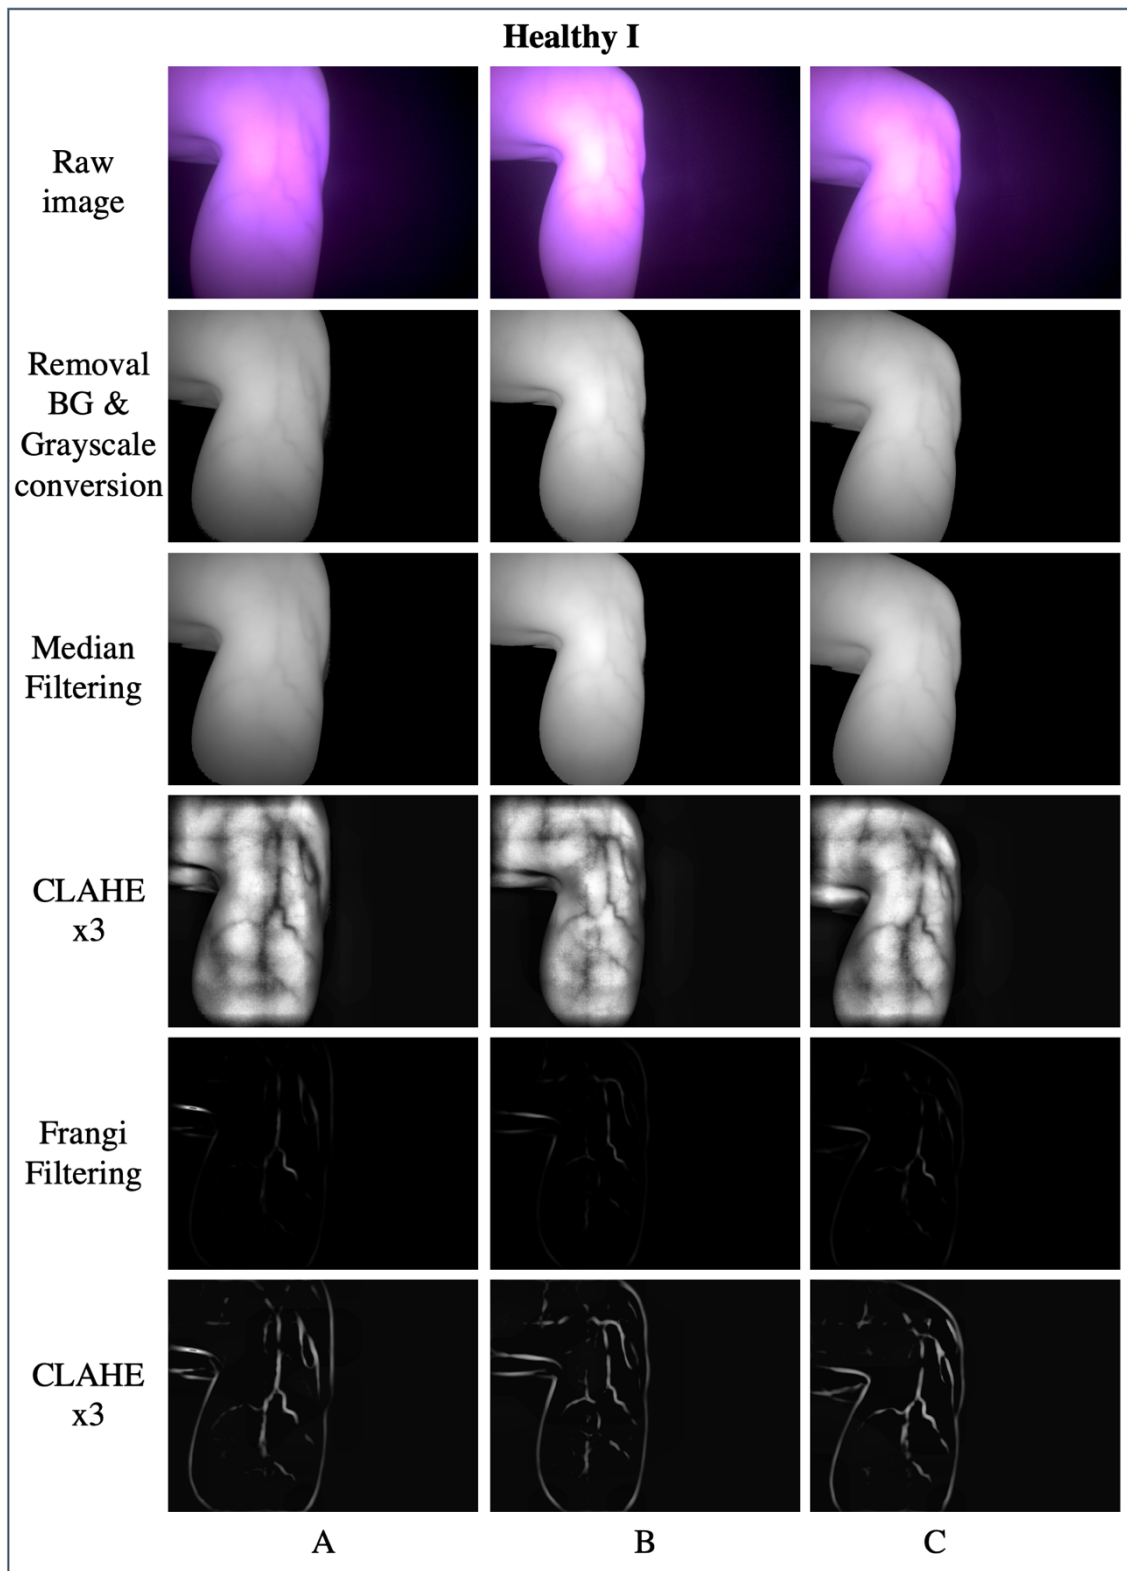 Healthy I
Raw
image
Removal
BG &
Grayscale
conversion
Median
Filtering
CLAHE
x3
Frangi
Filtering
CLAHE
x3
A
B
C